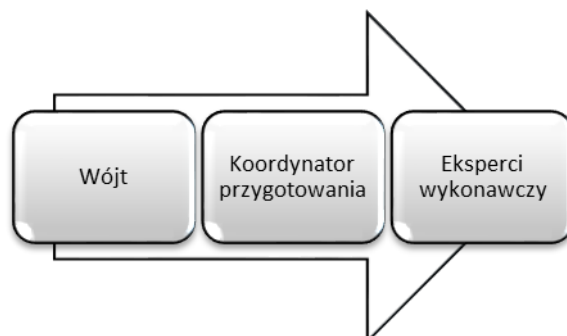 Wójt
Koordynator
przygotowania
Eksperci
wykonawczy